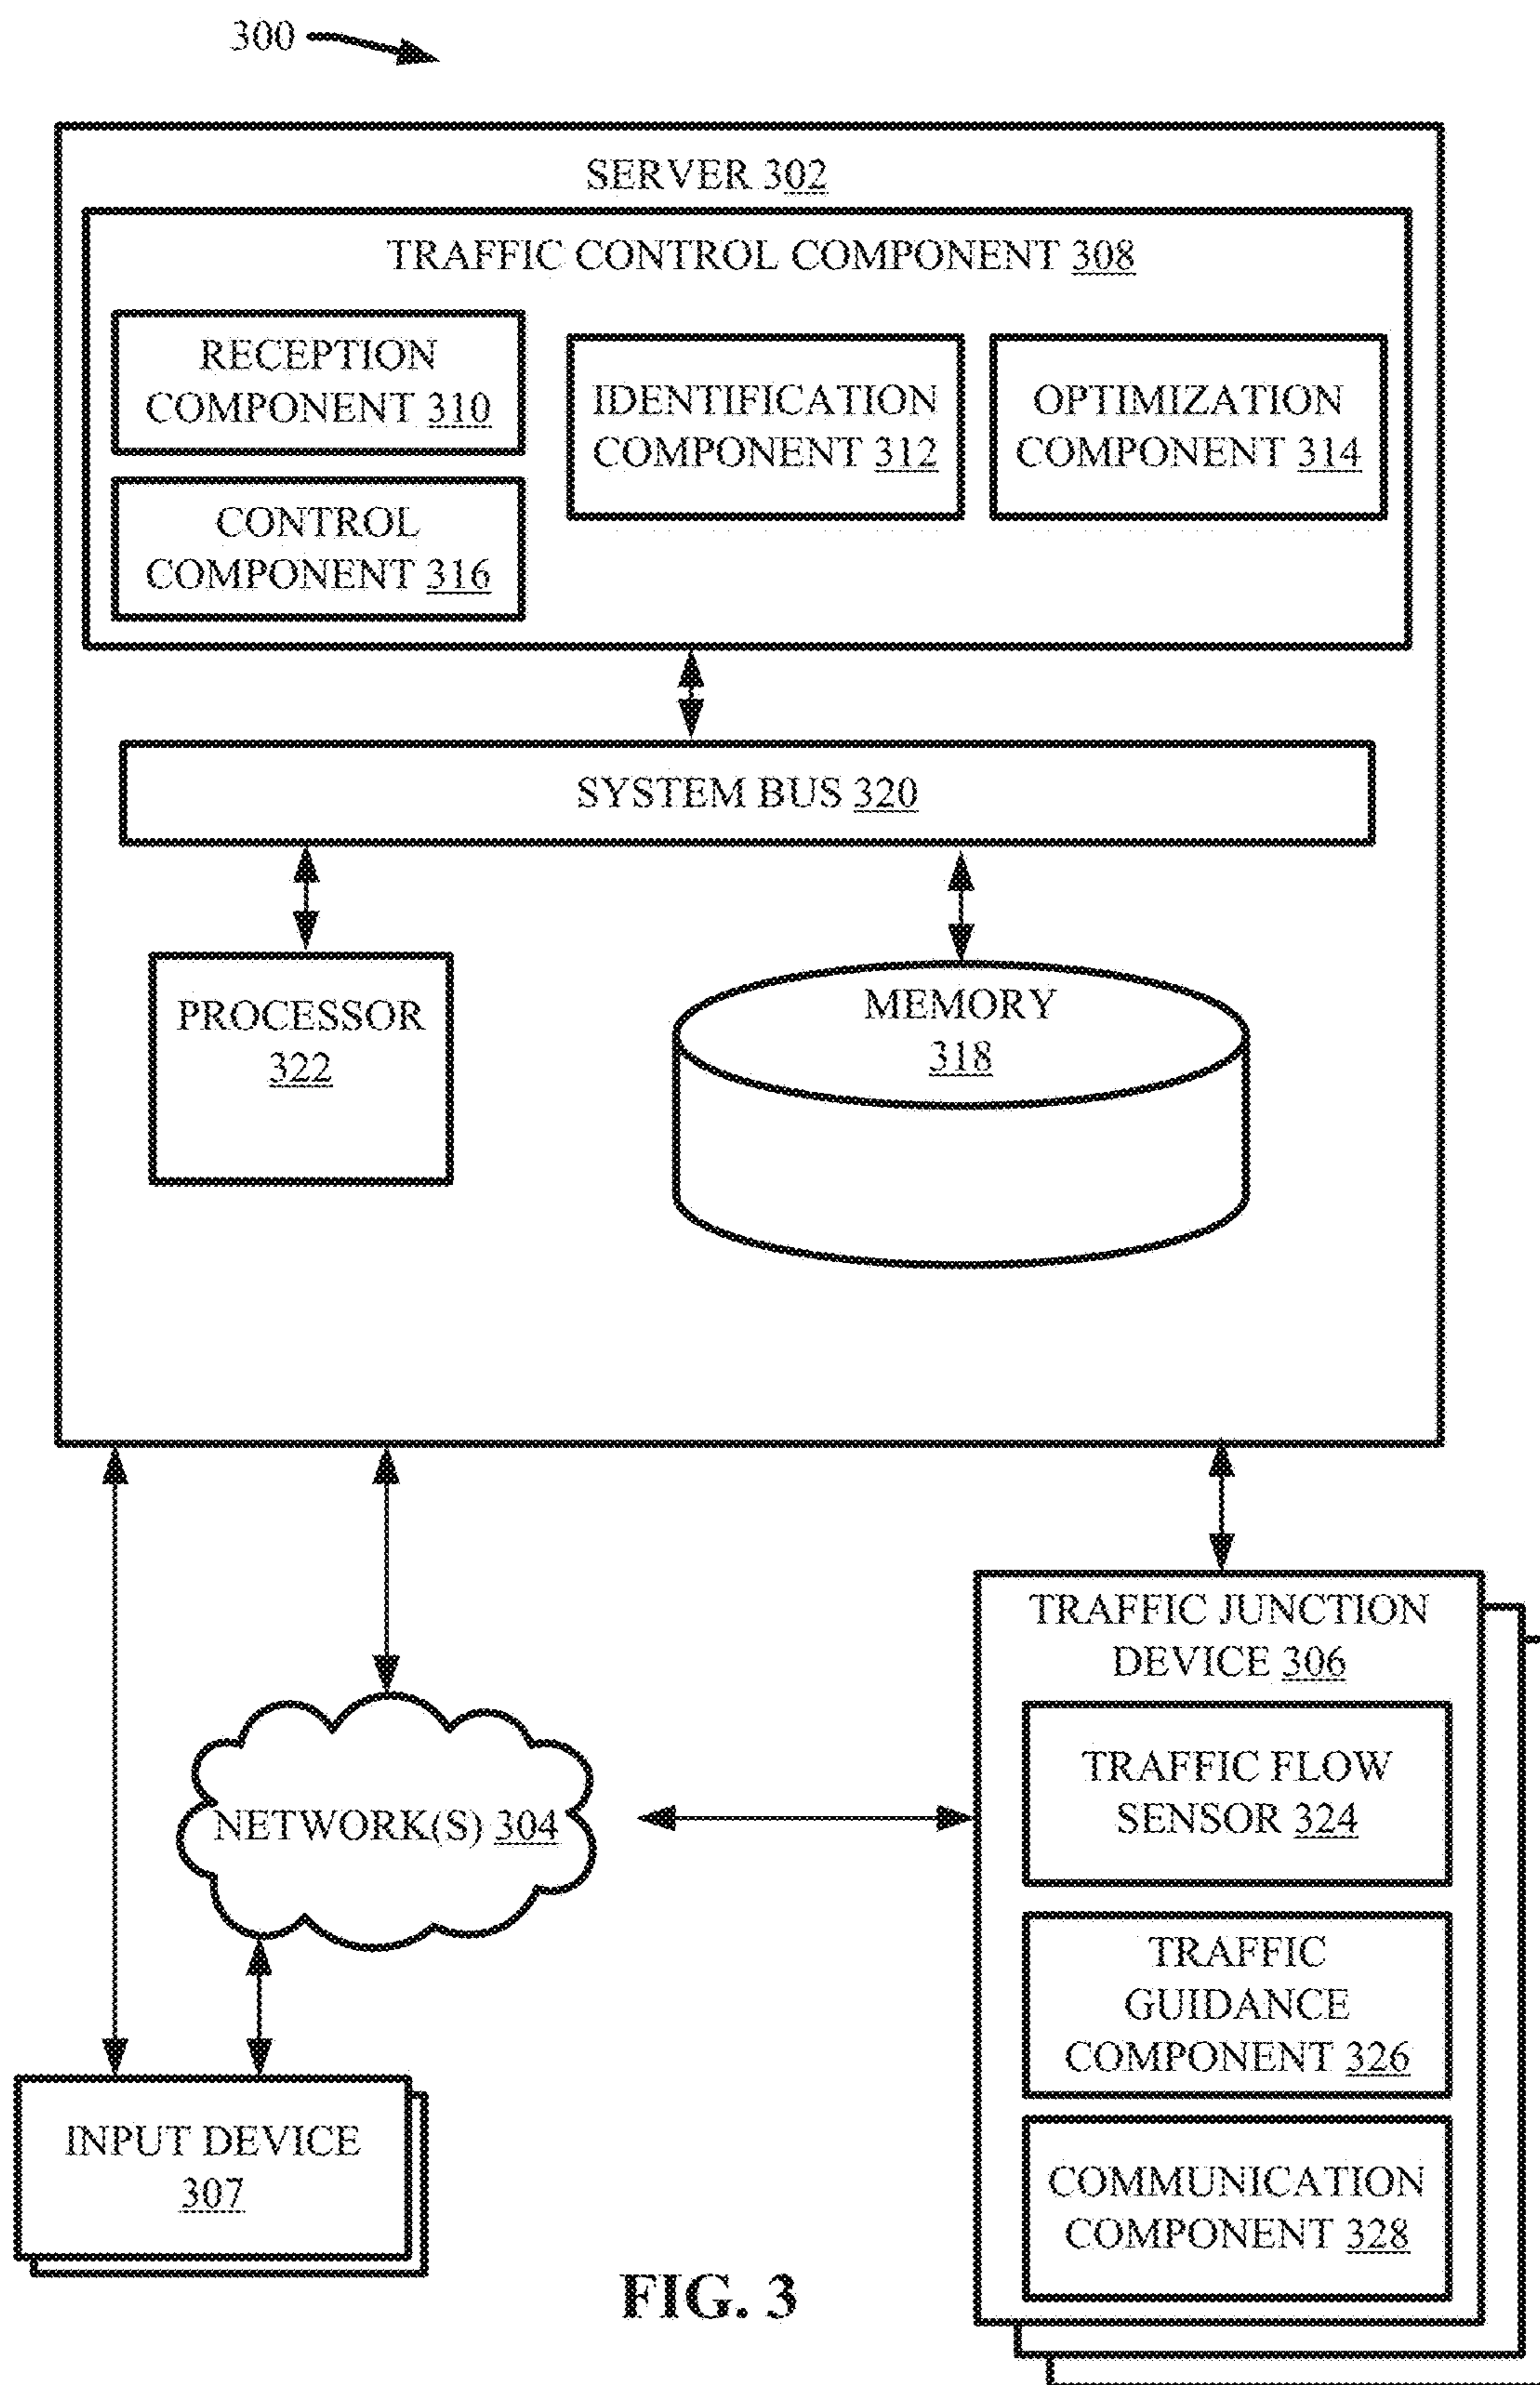 300
SERVER 302
TRAFFIC CONTROL COMPONENT 308
RECEPTION
COMPONENT 310
IDENTIFICATION
COMPONENT 312
OPTIMIZATION
COMPONENT 314
CONTROL
COMPONENT 316
SYSTEM BUS 320
PROCESSOR
322
MEMORY
318
TRAFFIC JUNCTION
DEVICE 306
TRAFFIC FLOW
SENSOR 324
NETWORK(S) 304
TRAFFIC
GUIDANCE
COMPONENT 326
INPUT DEVICE
307
COMMUNICATION
COMPONENT 328
FIG. 3